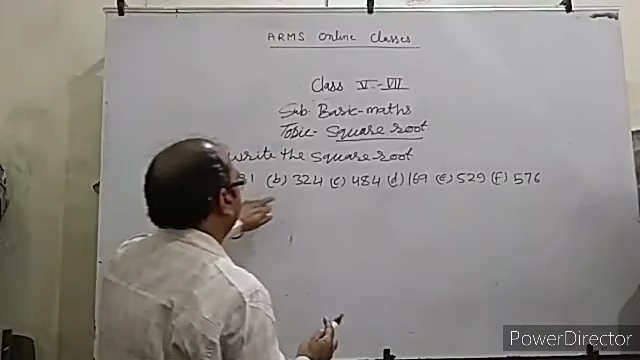 ARMS Online Classes
Class V-VII
Sub. Basic-maths
Topic- Square root
write the square root
(b) 324 (c) 484 (d) 169 (e) 529 (f) 576
PowerDirector